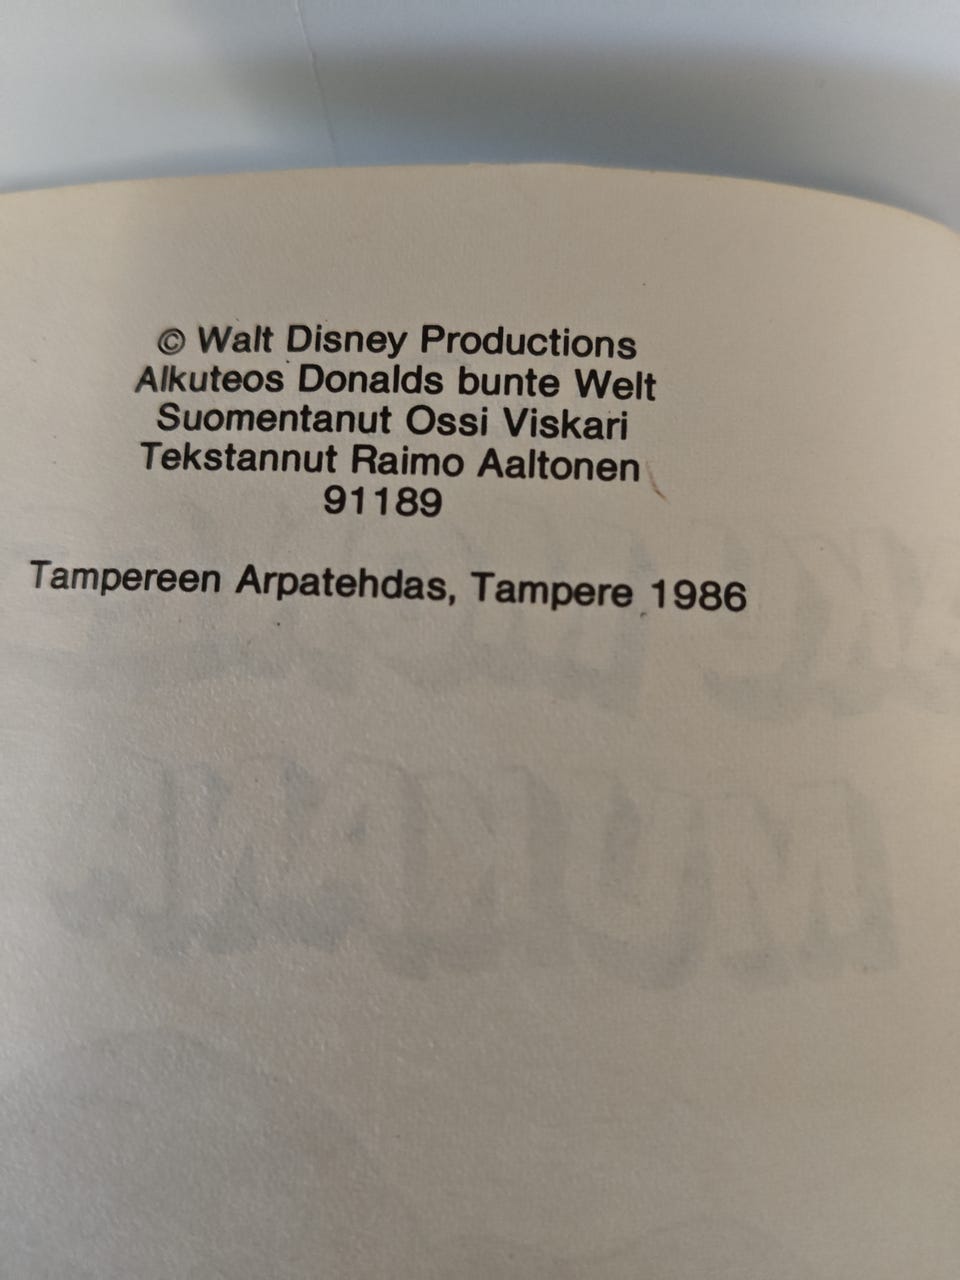 © Walt Disney Productions
Alkuteos Donalds bunte Welt
Suomentanut Ossi Viskari
Tekstannut Raimo Aaltonen
91189
Tampereen Arpatehdas, Tampere 1986